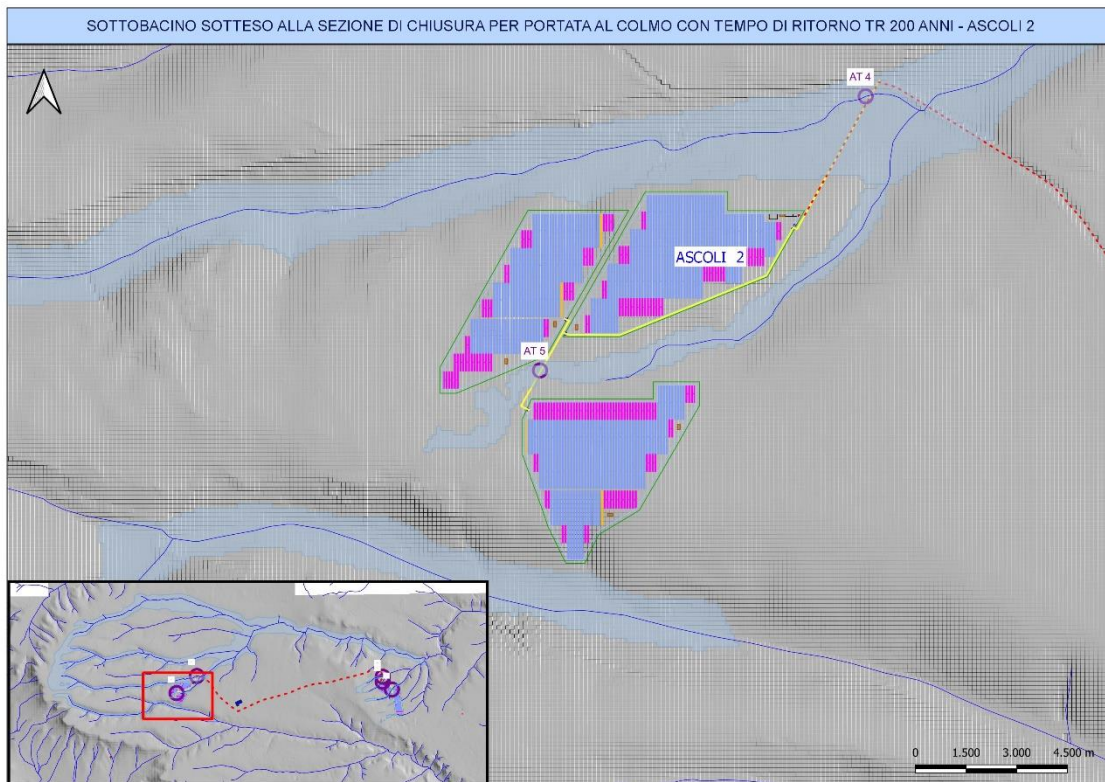 SOTTOBACINO SOTTESO ALLA SEZIONE DI CHIUSURA PER PORTATA AL COLMO CON TEMPO DI RITORNO TR 200 ANNI - ASCOLI 2
AT 4
ASCOLI 2
AT 5
0 1.500 3.000 4.500 m